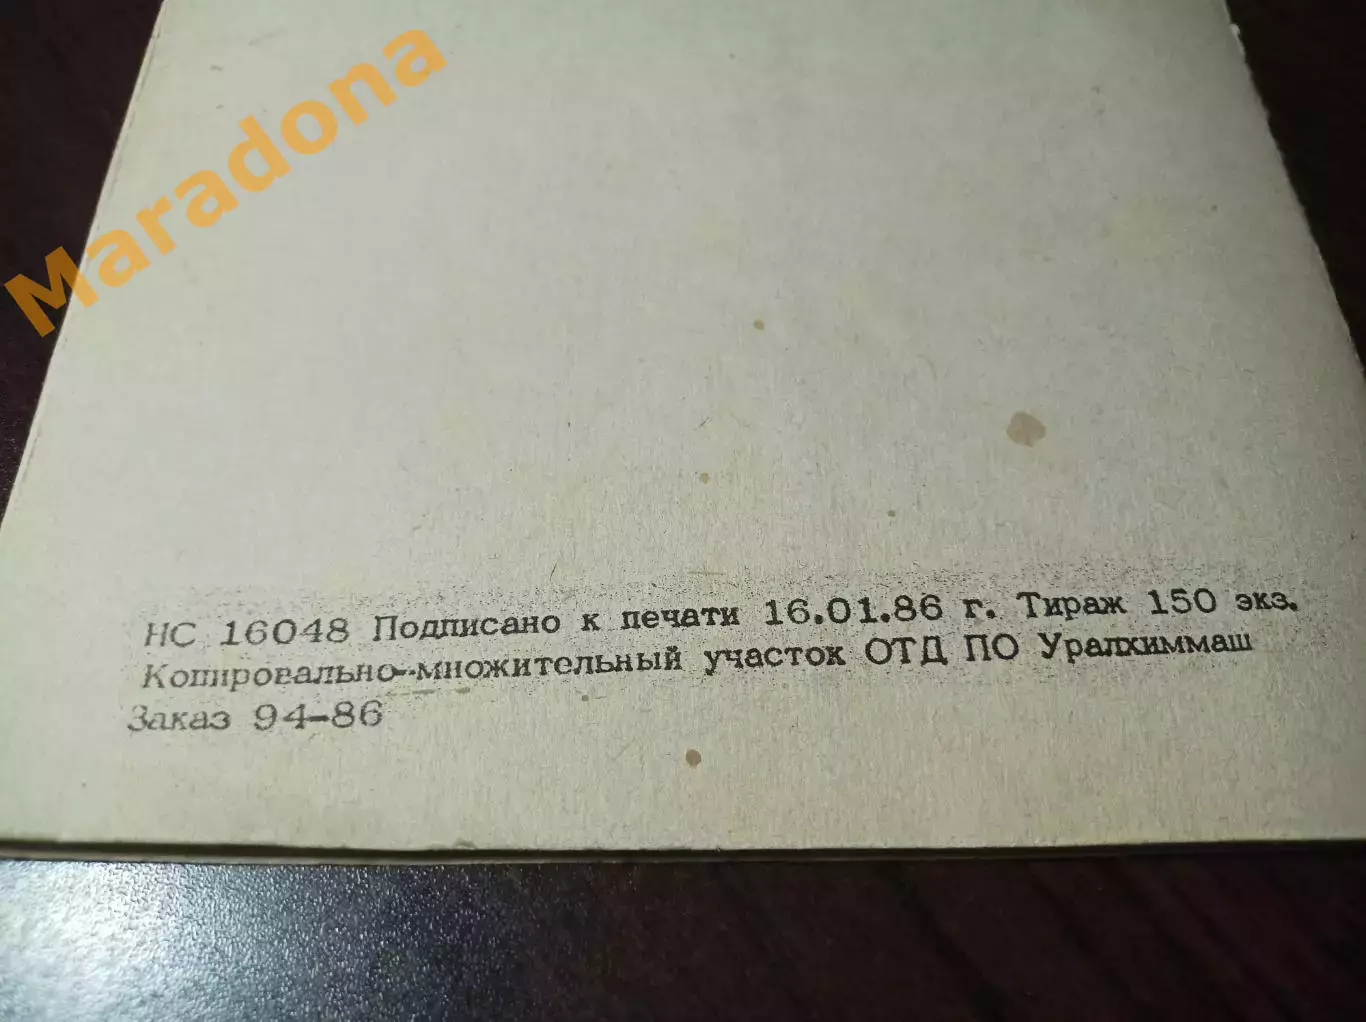 Maradona
НС 16048 Подписано к печати 16.01.86 г. Тираж 150 экз.
Копировально-множительный участок ОТД ПО Уралхиммаш
Заказ 94-86